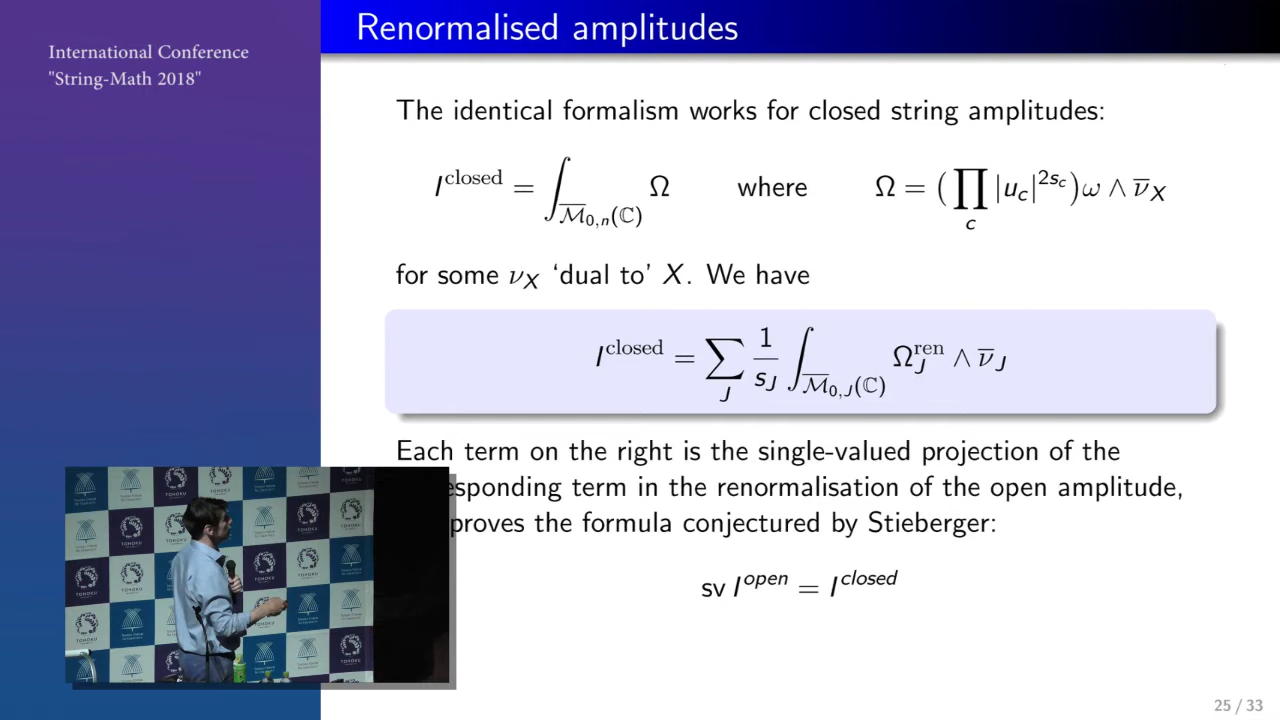 International Conference
"String-Math 2018"
Renormalised amplitudes
The identical formalism works for closed string amplitudes:
I^closed = ∫_{M̅_{0,n}(ℂ)} Ω where Ω = (∏_c |u_c|^{2s_c}) ω ∧ ν̅_X
for some ν_X ‘dual to’ X. We have
I^closed = ∑_J 1/s_J ∫_{M̅_{0,J}(ℂ)} Ω_J^ren ∧ ν̅_J
Each term on the right is the single-valued projection of the
esponding term in the renormalisation of the open amplitude,
proves the formula conjectured by Stieberger:
sv I^open = I^closed
TOHOKU
25 / 33